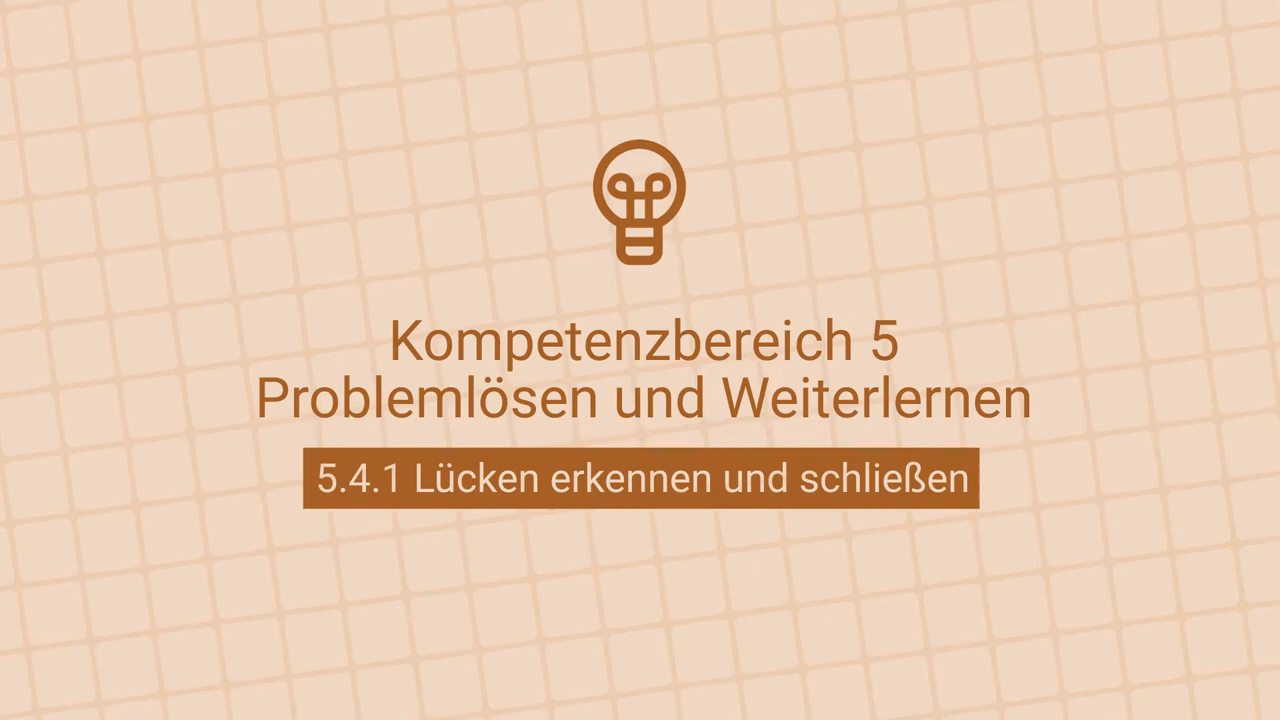 Kompetenzbereich 5
Problemlösen und Weiterlernen
5.4.1 Lücken erkennen und schließen